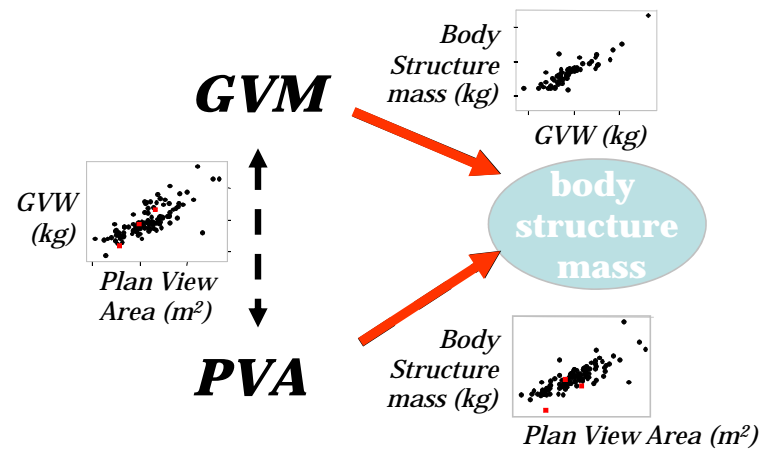 Body
Structure
mass (kg)
GVM
GVW (kg)
GVW
(kg)
body
structure
mass
Plan View
Area (m²)
Body
Structure
mass (kg)
PVA
Plan View Area (m²)